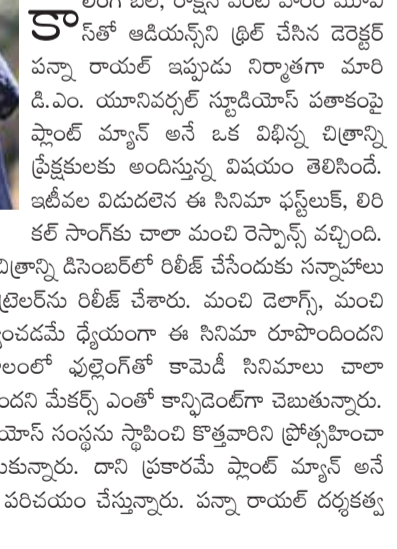 కాలింగ్ బెల్, రాక్షసి వంటి హారర్ మూవీ
స్‌తో ఆడియన్స్‌ని థ్రిల్ చేసిన డైరెక్టర్
పన్నా రాయల్ ఇప్పుడు నిర్మాతగా మారి
డి.ఎం. యూనివర్సల్ స్టూడియోస్ పతాకంపై
ప్లాంట్ మ్యాన్ అనే ఒక విభిన్న చిత్రాన్ని
ప్రేక్షకులకు అందిస్తున్న విషయం తెలిసిందే.
ఇటీవల విడుదలైన ఈ సినిమా ఫస్ట్‌లుక్, లిరి
కల్ సాంగ్‌కు చాలా మంచి రెస్పాన్స్ వచ్చింది.
చిత్రాన్ని డిసెంబర్‌లో రిలీజ్ చేసేందుకు సన్నాహాలు
ట్రైలర్‌ను రిలీజ్ చేశారు. మంచి డైలాగ్స్, మంచి
ంచడమే ధ్యేయంగా ఈ సినిమా రూపొందిందని
లంలో ఫుల్లెంగ్‌తో కామెడీ సినిమాలు చాలా
ందని మేకర్స్ ఎంతో కాన్ఫిడెంట్‌గా చెబుతున్నారు.
యోస్ సంస్థను స్థాపించి కొత్తవారిని ప్రోత్సహించా
కున్నారు. దాని ప్రకారమే ప్లాంట్ మ్యాన్ అనే
పరిచయం చేస్తున్నారు. పన్నా రాయల్ దర్శకత్వ